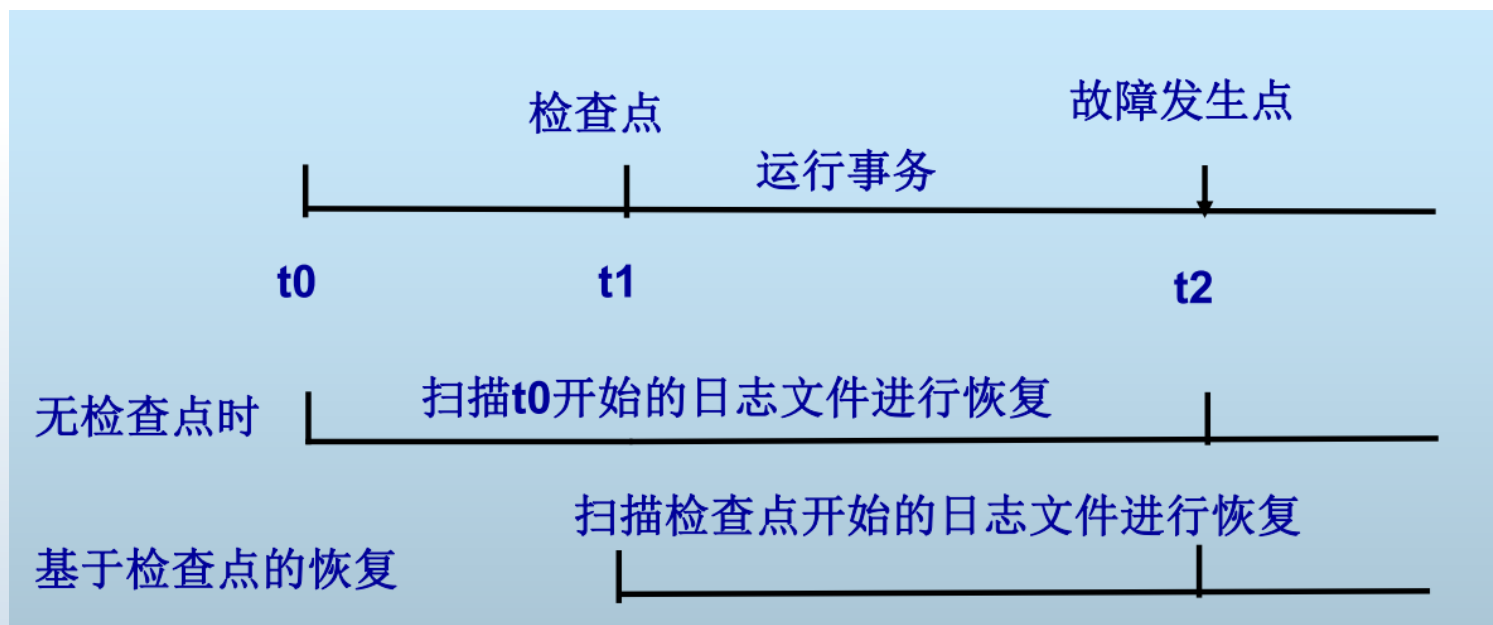 检查点
故障发生点
运行事务
t0
t1
t2
无检查点时
扫描t0开始的日志文件进行恢复
扫描检查点开始的日志文件进行恢复
基于检查点的恢复